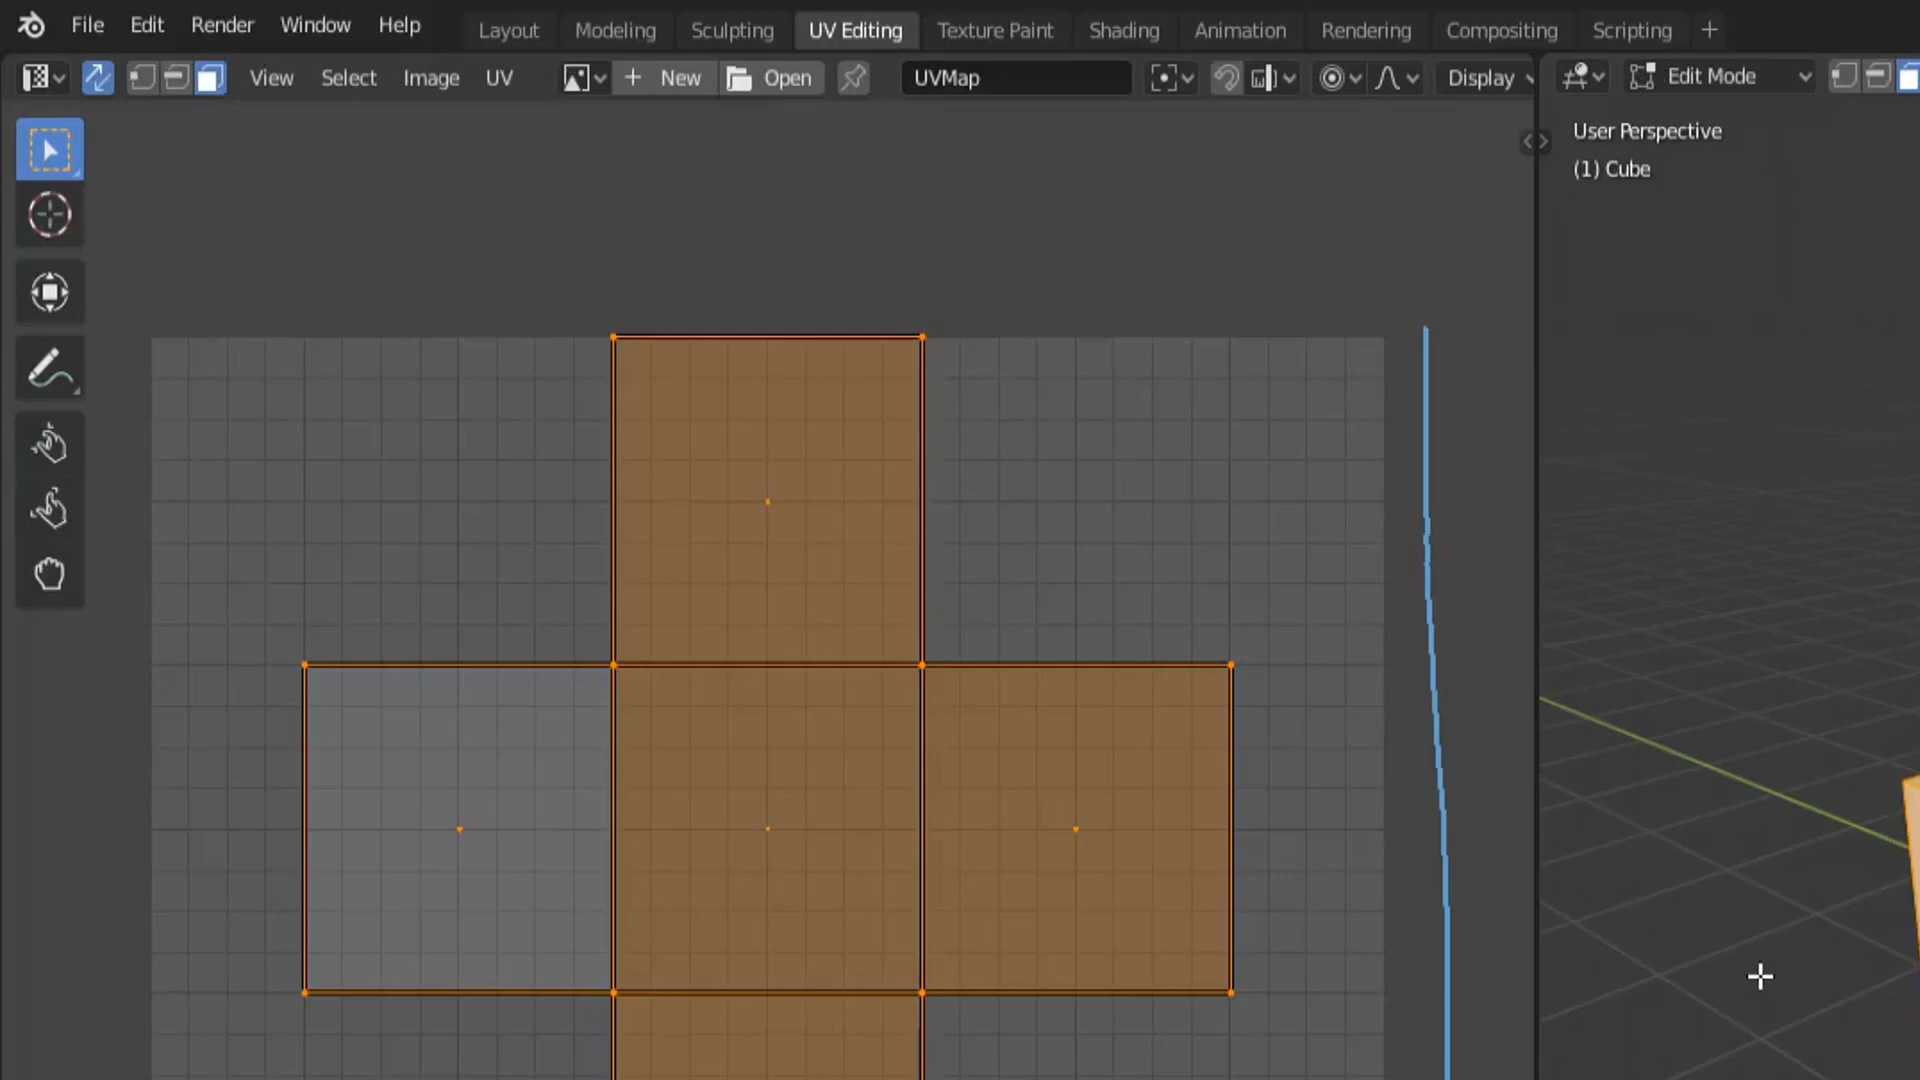 File Edit Render Window Help Layout Modeling Sculpting UV Editing Texture Paint Shading Animation Rendering Compositing Scripting +
View Select Image UV + New Open UVMap Display Edit Mode
User Perspective
(1) Cube